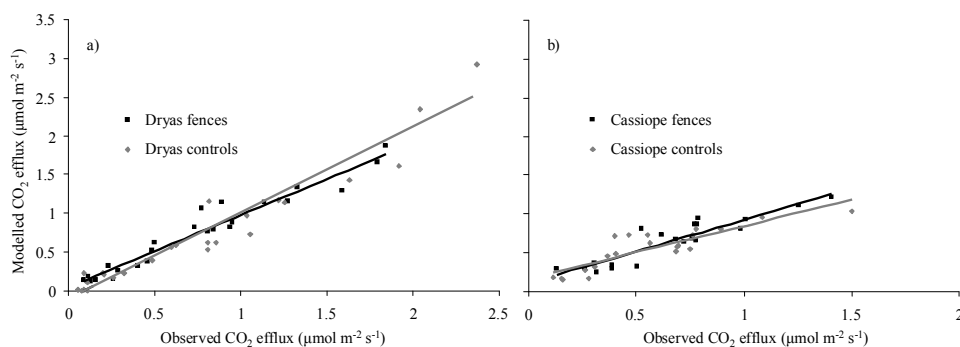 a)
b)
Modelled CO2 efflux (μmol m-2 s-1)
3.5
3
2.5
2
1.5
1
0.5
0
Dryas fences
Dryas controls
Cassiope fences
Cassiope controls
0 0.5 1 1.5 2 2.5
0 0.5 1 1.5 2
Observed CO2 efflux (μmol m-2 s-1)
Observed CO2 efflux (μmol m-2 s-1)